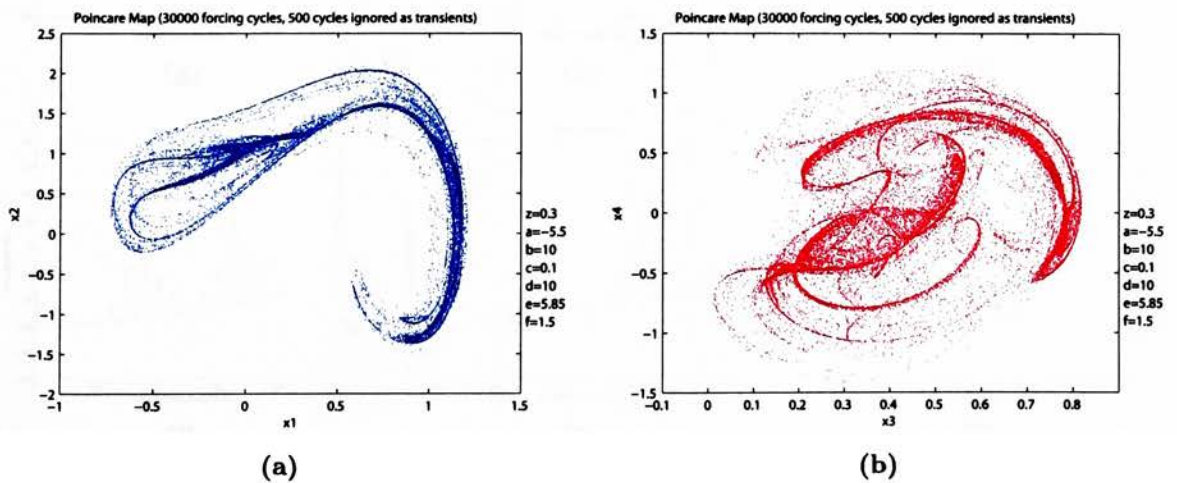 Poincare Map (30000 forcing cycles, 500 cycles ignored as transients)
2.5
2
1.5
1
0.5
0
−0.5
−1
−1.5
−2
x2
−1
−0.5
0
0.5
1
1.5
x1
z=0.3
a=−5.5
b=10
c=0.1
d=10
e=5.85
f=1.5
(a)
Poincare Map (30000 forcing cycles, 500 cycles ignored as transients)
1.5
1
0.5
0
−0.5
−1
−1.5
x4
−0.1
0
0.1
0.2
0.3
0.4
0.5
0.6
0.7
0.8
x3
z=0.3
a=−5.5
b=10
c=0.1
d=10
e=5.85
f=1.5
(b)